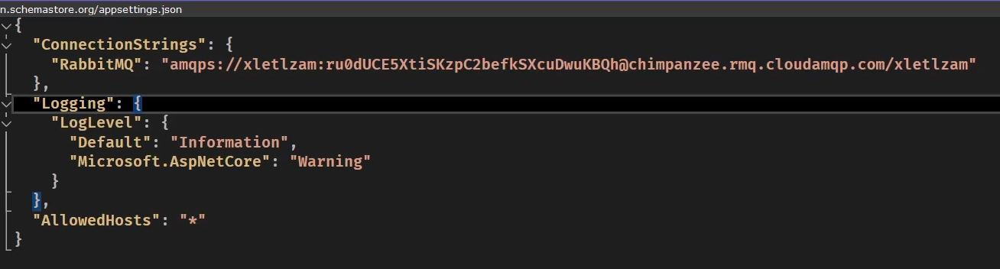 n.schemastore.org/appsettings.json
{
"ConnectionStrings": {
"RabbitMQ": "amqps://xletlzam:ru0dUCE5XtiSKzpC2befkSXcuDwuKBQh@chimpanzee.rmq.cloudamqp.com/xletlzam"
},
"Logging": {
"LogLevel": {
"Default": "Information",
"Microsoft.AspNetCore": "Warning"
}
},
"AllowedHosts": "*"
}